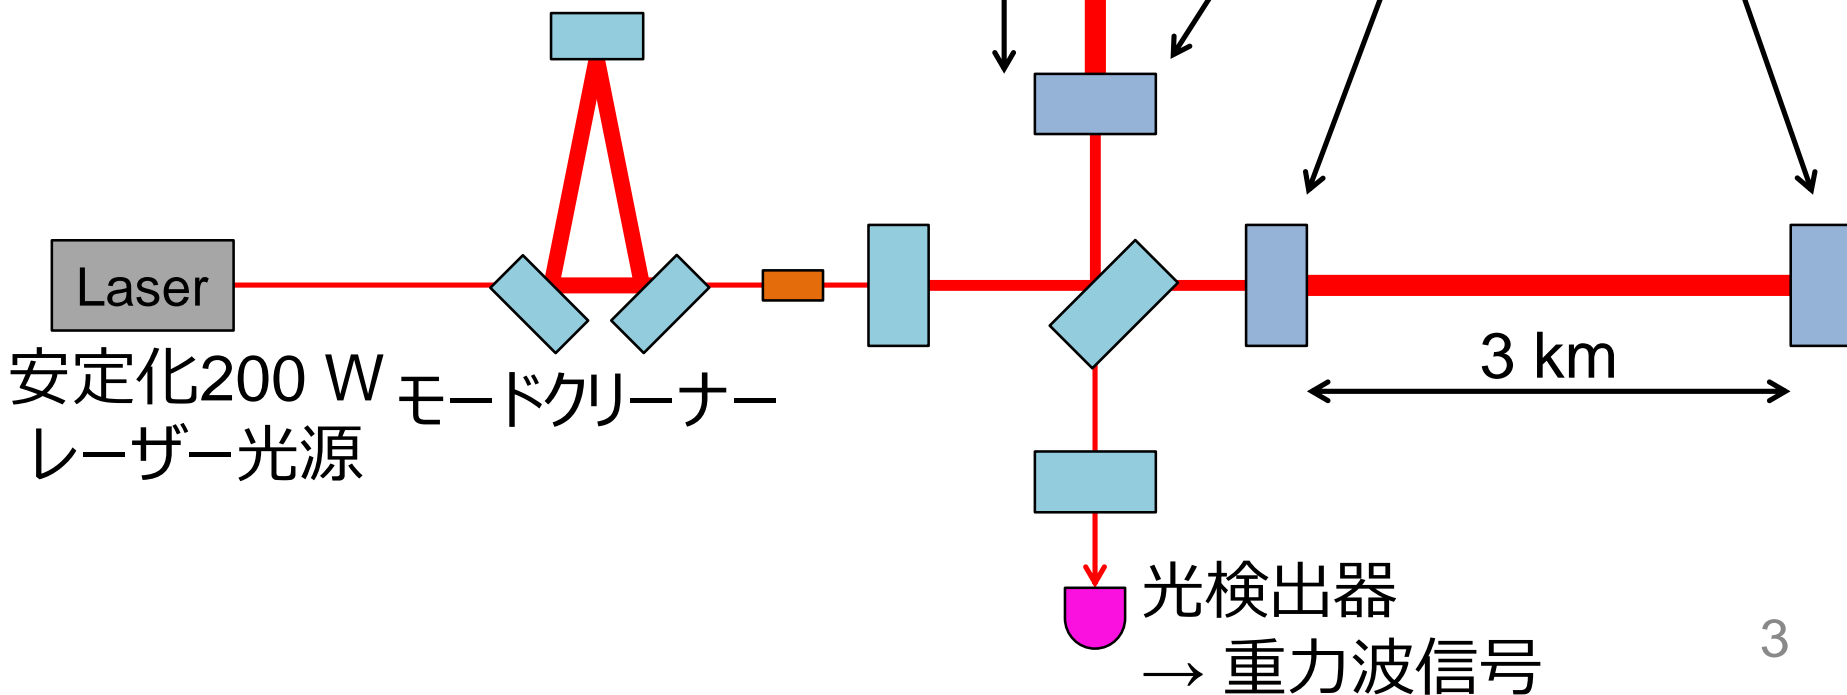 Laser
安定化200 W
レーザー光源
モードクリーナー
3 km
光検出器
→ 重力波信号
3